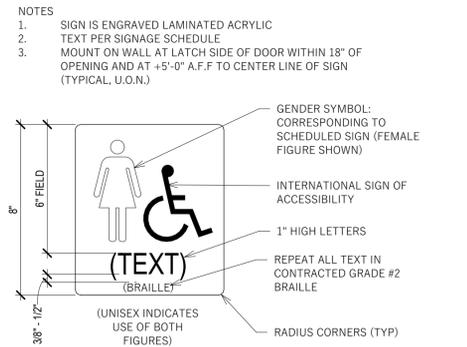 NOTES
1. SIGN IS ENGRAVED LAMINATED ACRYLIC
2. TEXT PER SIGNAGE SCHEDULE
3. MOUNT ON WALL AT LATCH SIDE OF DOOR WITHIN 18" OF
OPENING AND AT +5'-0" A.F.F TO CENTER LINE OF SIGN
(TYPICAL, U.O.N.)
GENDER SYMBOL:
CORRESPONDING TO
SCHEDULED SIGN (FEMALE
FIGURE SHOWN)
8"
6" FIELD
INTERNATIONAL SIGN OF
ACCESSIBILITY
1" HIGH LETTERS
(TEXT)
REPEAT ALL TEXT IN
CONTRACTED GRADE #2
BRAILLE
(BRAILLE)
3/8" - 1/2"
(UNISEX INDICATES
USE OF BOTH
FIGURES)
RADIUS CORNERS (TYP)